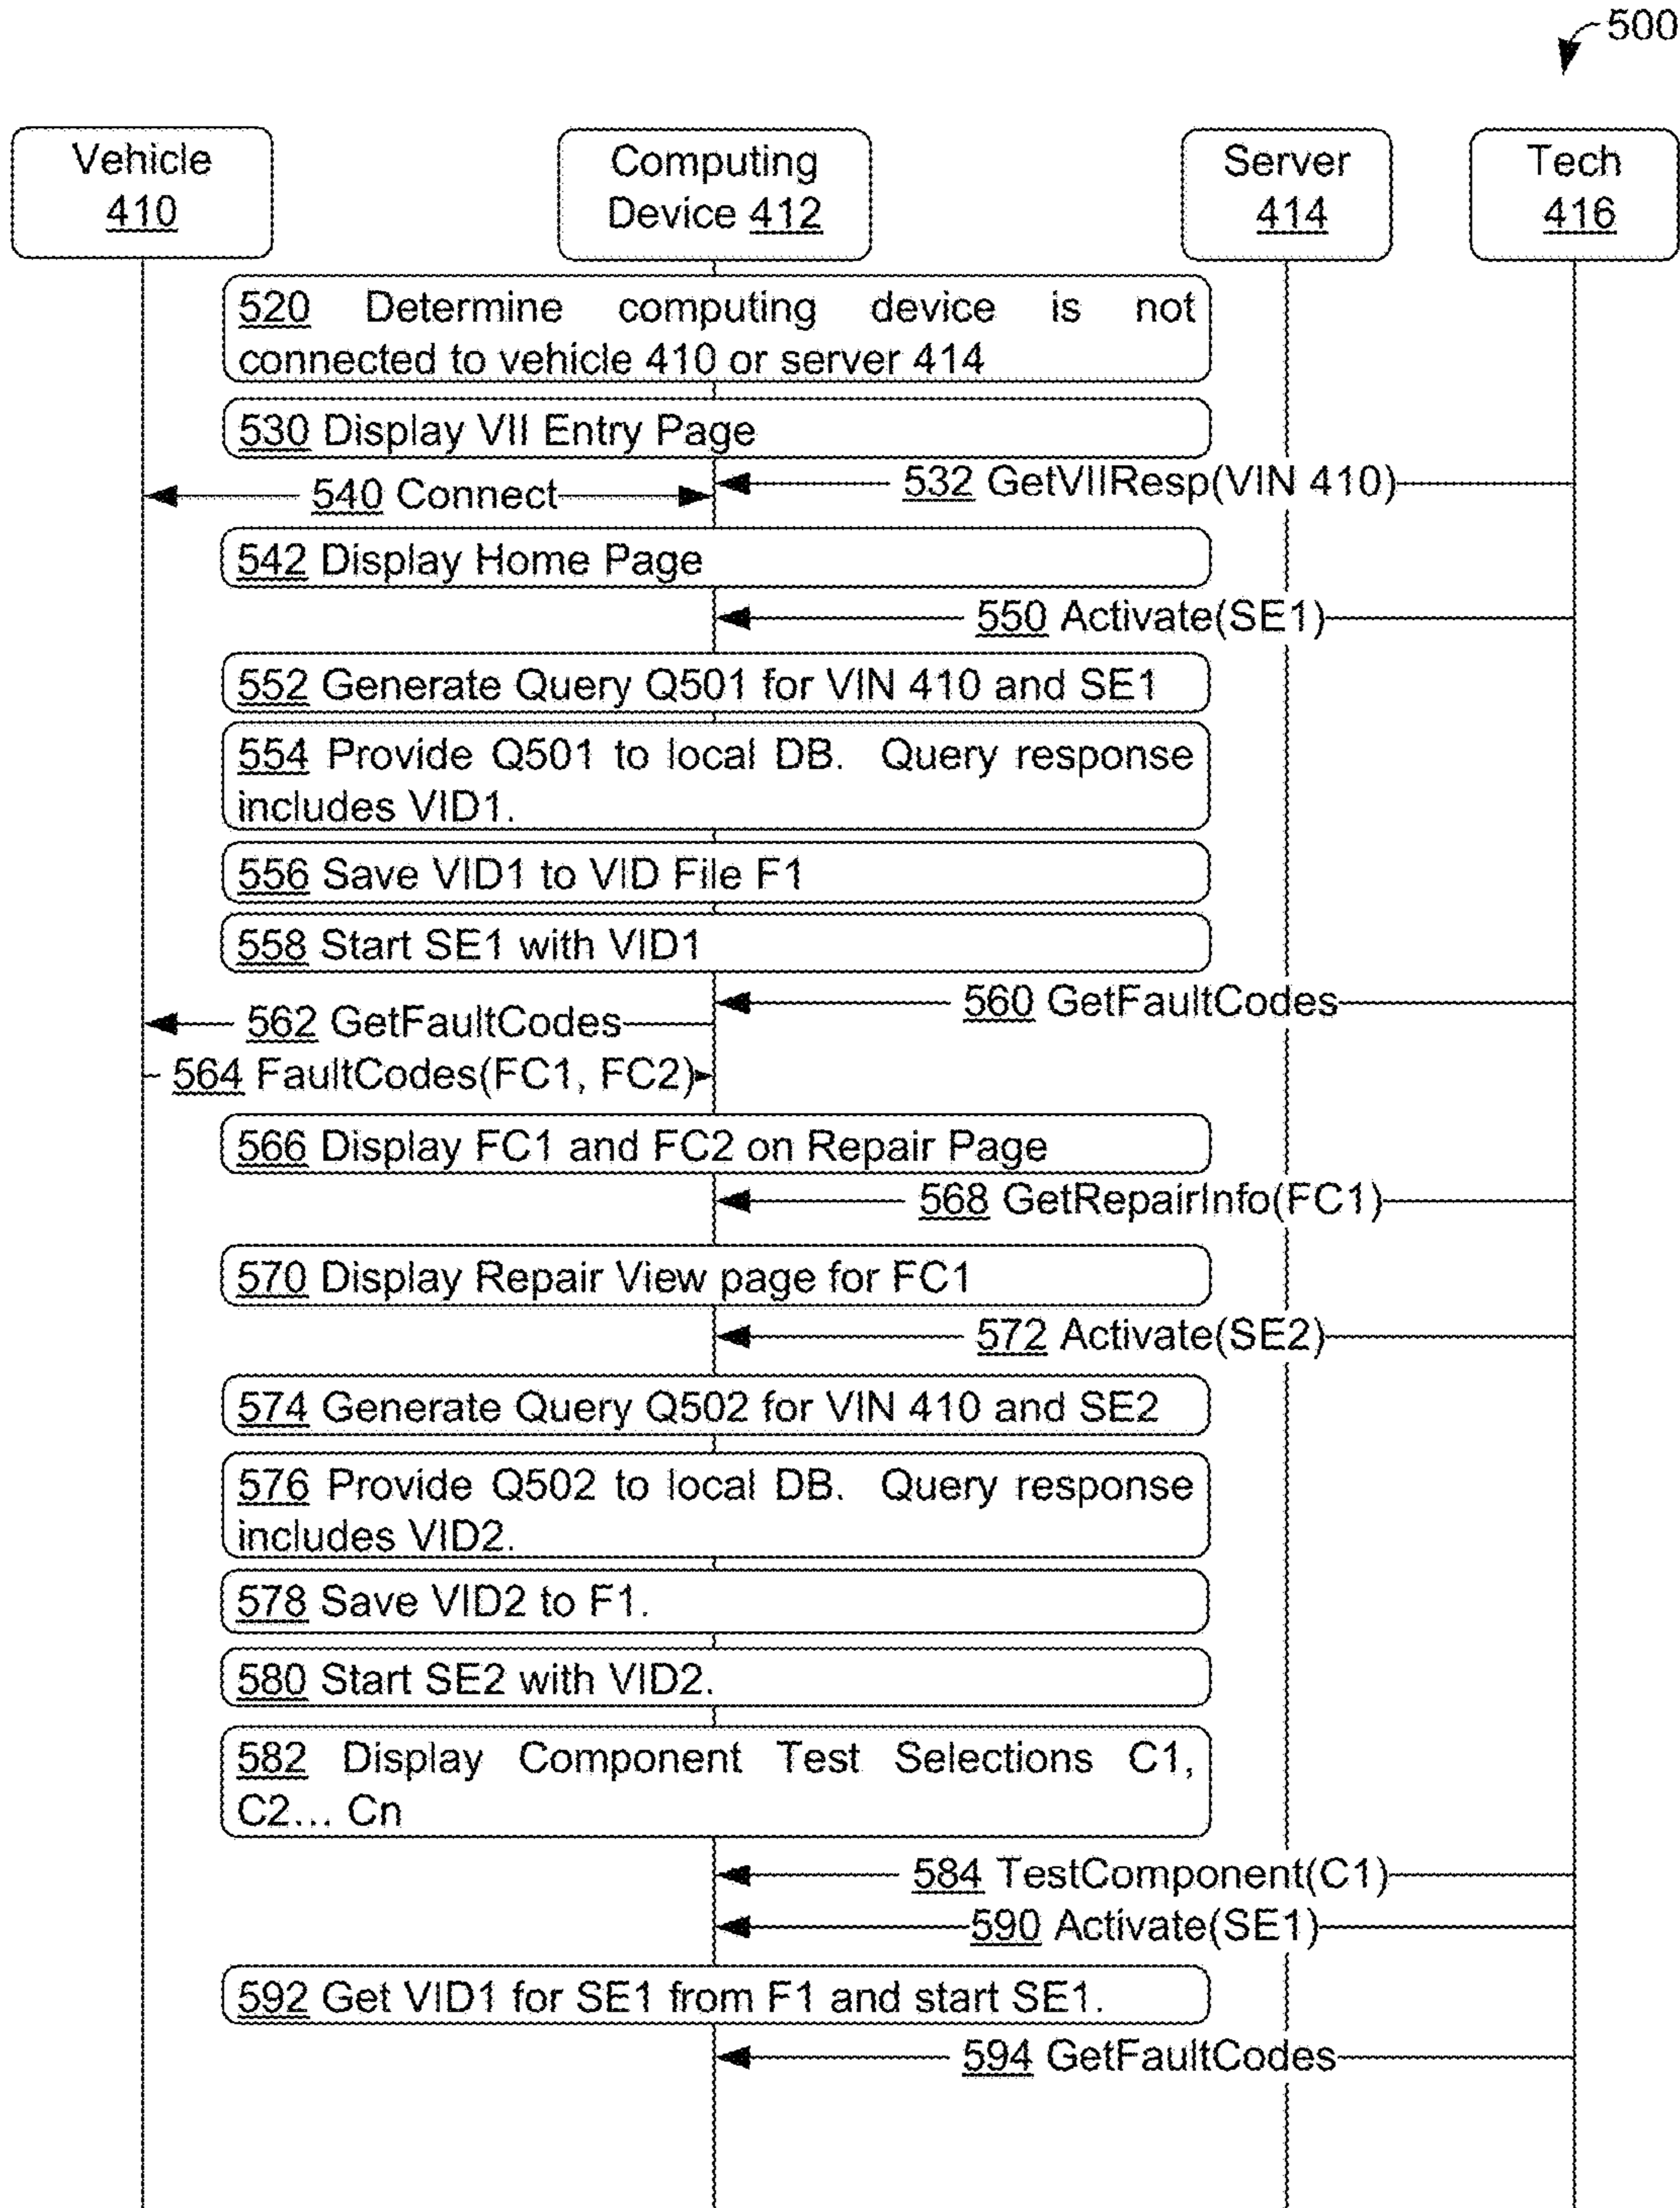 500
Vehicle
410
Computing
Device 412
Server
414
Tech
416
520 Determine computing device is not
connected to vehicle 410 or server 414
530 Display VII Entry Page
532 GetVIIResp(VIN 410)
540 Connect
542 Display Home Page
550 Activate(SE1)
552 Generate Query Q501 for VIN 410 and SE1
554 Provide Q501 to local DB. Query response
includes VID1.
556 Save VID1 to VID File F1
558 Start SE1 with VID1
560 GetFaultCodes
562 GetFaultCodes
564 FaultCodes(FC1, FC2)
566 Display FC1 and FC2 on Repair Page
568 GetRepairInfo(FC1)
570 Display Repair View page for FC1
572 Activate(SE2)
574 Generate Query Q502 for VIN 410 and SE2
576 Provide Q502 to local DB. Query response
includes VID2.
578 Save VID2 to F1.
580 Start SE2 with VID2.
582 Display Component Test Selections C1,
C2... Cn
584 TestComponent(C1)
590 Activate(SE1)
592 Get VID1 for SE1 from F1 and start SE1.
594 GetFaultCodes